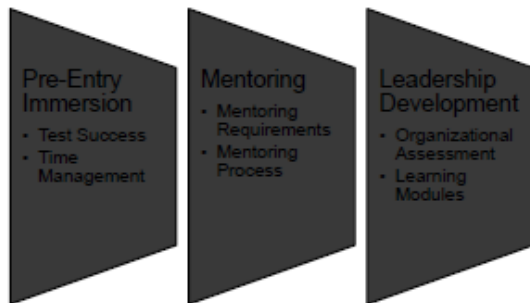 Pre-Entry
Immersion
▪ Test Success
▪ Time
Management
Mentoring
▪ Mentoring
Requirements
▪ Mentoring
Process
Leadership
Development
▪ Organizational
Assessment
▪ Learning
Modules